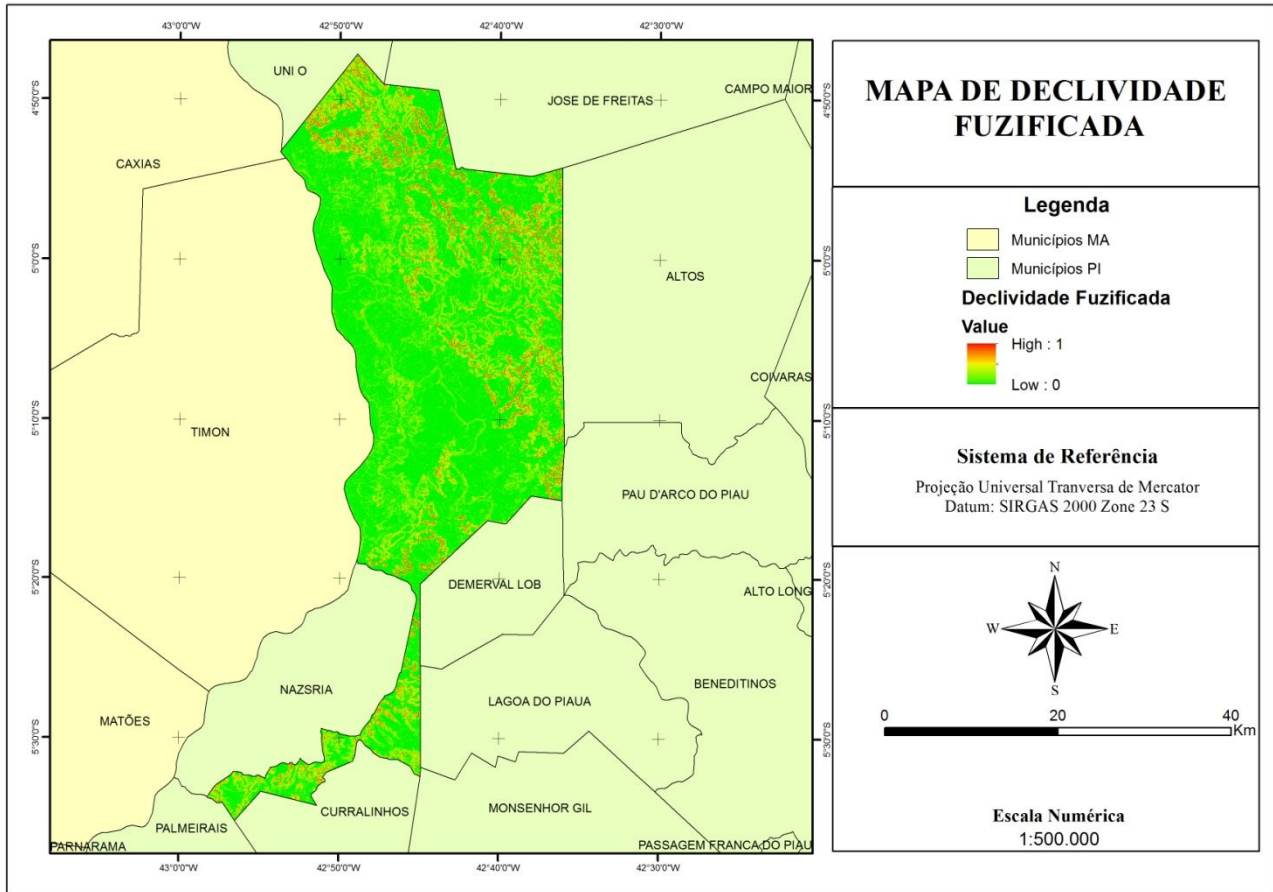 43°0'0"W
42°50'0"W
42°40'0"W
42°30'0"W
4°50'0"S
5°0'0"S
5°10'0"S
5°20'0"S
5°30'0"S
4°50'0"S
5°0'0"S
5°10'0"S
5°20'0"S
5°30'0"S
UNI O
JOSE DE FREITAS
CAMPO MAIOR
CAXIAS
ALTOS
COIVARAS
TIMON
PAU D'ARCO DO PIAU
DEMERVAL LOB
ALTO LONG
NAZSRIA
BENEDITINOS
LAGOA DO PIAUA
MATÕES
CURRALINHOS
MONSENHOR GIL
PALMEIRAIS
PARNARAMA
PASSAGEM FRANCA DO PIAU
43°0'0"W
42°50'0"W
42°40'0"W
42°30'0"W
MAPA DE DECLIVIDADE
FUZIFICADA
Legenda
Municípios MA
Municípios PI
Declividade Fuzificada
Value
High : 1
Low : 0
Sistema de Referência
Projeção Universal Tranversa de Mercator
Datum: SIRGAS 2000 Zone 23 S
N
W
E
S
0
20
40
Km
Escala Numérica
1:500.000